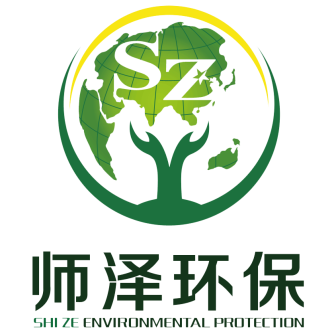 SZ
师泽环保
SHI ZE ENVIRONMENTAL PROTECTION